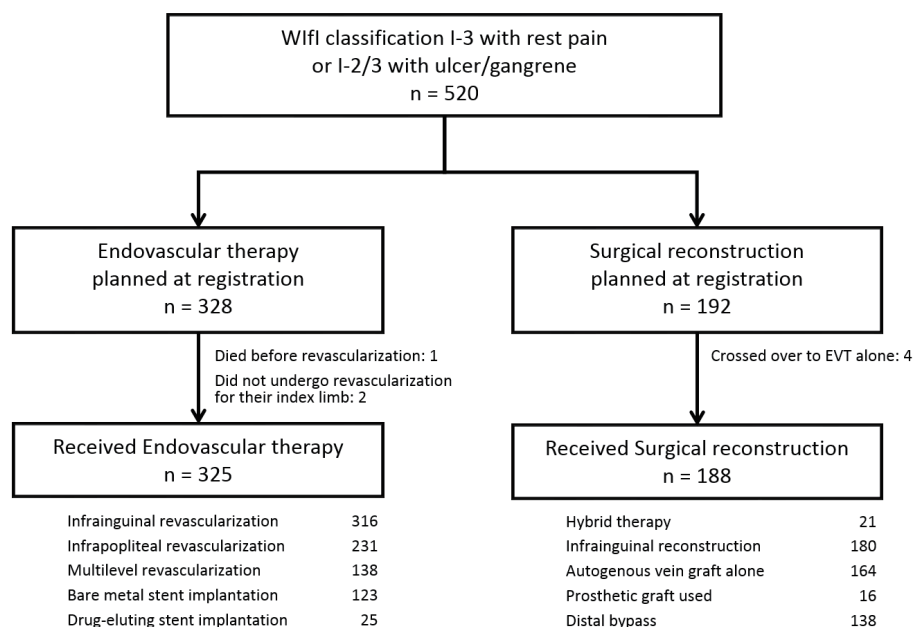 WIfI classification I-3 with rest pain
or I-2/3 with ulcer/gangrene
n = 520
Endovascular therapy
planned at registration
n = 328
Surgical reconstruction
planned at registration
n = 192
Died before revascularization: 1
Did not undergo revascularization
for their index limb: 2
Crossed over to EVT alone: 4
Received Endovascular therapy
n = 325
Received Surgical reconstruction
n = 188
Infrainguinal revascularization 316
Infrapopliteal revascularization 231
Multilevel revascularization 138
Bare metal stent implantation 123
Drug-eluting stent implantation 25
Hybrid therapy 21
Infrainguinal reconstruction 180
Autogenous vein graft alone 164
Prosthetic graft used 16
Distal bypass 138